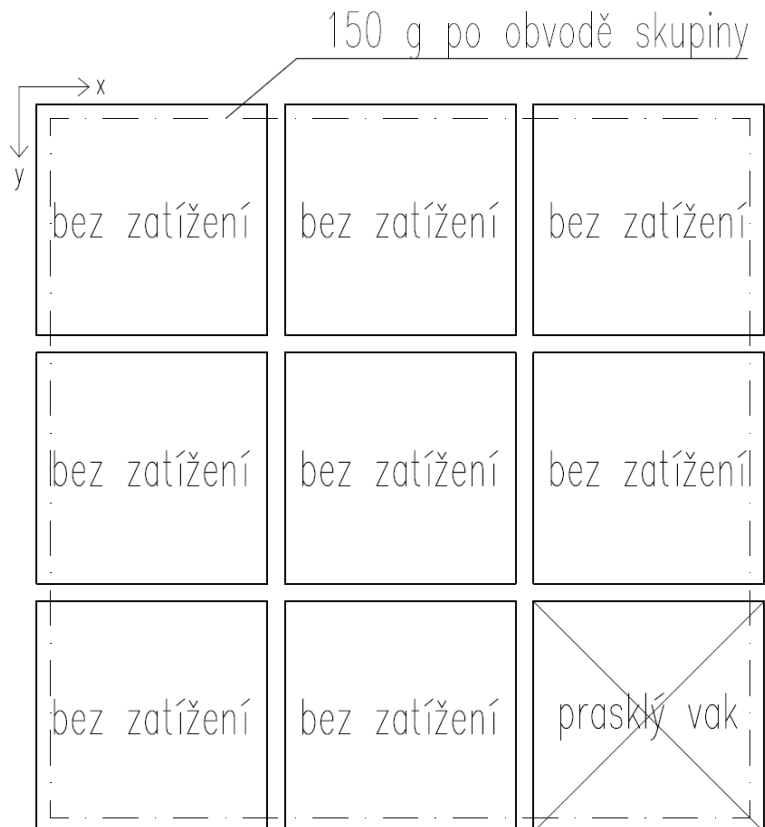 150 g po obvodě skupiny
x
y
bez zatížení bez zatížení bez zatížení
bez zatížení bez zatížení bez zatížení
bez zatížení bez zatížení prasklý vak